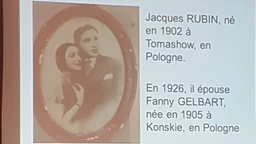 Jacques RUBIN, né
en 1902 à
Tomashow, en
Pologne.
En 1926, il épouse
Fanny GELBART,
née en 1905 à
Konskie, en Pologne